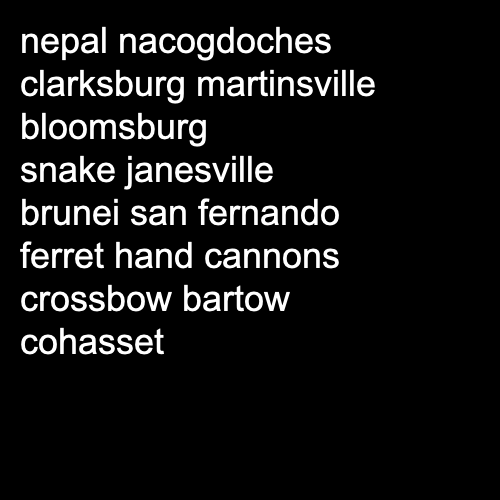 nepal nacogdoches
clarksburg martinsville
bloomsburg
snake janesville
brunei san fernando
ferret hand cannons
crossbow bartow
cohasset